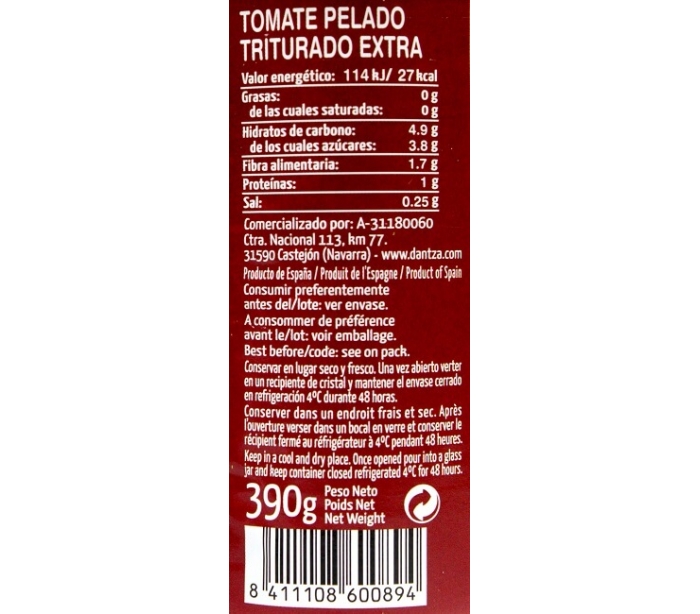 TOMATE PELADO
TRITURADO EXTRA
Valor energético: 114 kJ/ 27 kcal
Grasas: 0 g
de las cuales saturadas: 0 g
Hidratos de carbono: 4.9 g
de los cuales azúcares: 3.8 g
Fibra alimentaria: 1.7 g
Proteínas: 1 g
Sal: 0.25 g
Comercializado por: A-31180060
Ctra. Nacional 113, km 77.
31590 Castejón (Navarra) - www.dantza.com
Producto de España / Produit de l'Espagne / Product of Spain
Consumir preferentemente
antes del/lote: ver envase.
A consommer de préférence
avant le/lot: voir emballage.
Best before/code: see on pack.
Conservar en lugar seco y fresco. Una vez abierto verter
en un recipiente de cristal y mantener el envase cerrado
en refrigeración 4ºC durante 48 horas.
Conserver dans un endroit frais et sec. Après
l'ouverture verser dans un bocal en verre et conserver le
récipient fermé au réfrigérateur à 4ºC pendant 48 heures.
Keep in a cool and dry place. Once opened pour into a glass
jar and keep container closed refrigerated 4ºC for 48 hours.
390g Peso Neto
Poids Net
Net Weight
8 411108 600894